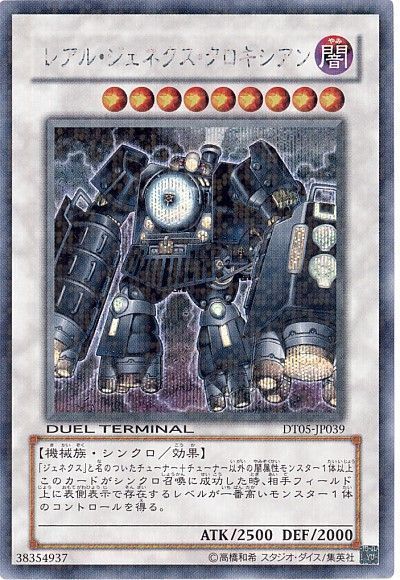 レアル・ジェネクス・クロキシアン
闇
DUEL TERMINAL
DT05-JP039
【機械族・シンクロ／効果】
「ジェネクス」と名のついたチューナー＋チューナー以外の闇属性モンスター1体以上
このカードがシンクロ召喚に成功した時、相手フィールド
上に表側表示で存在するレベルが一番高いモンスター1体
のコントロールを得る。
ATK/2500 DEF/2000
38354937
©高橋和希 スタジオ・ダイス/集英社